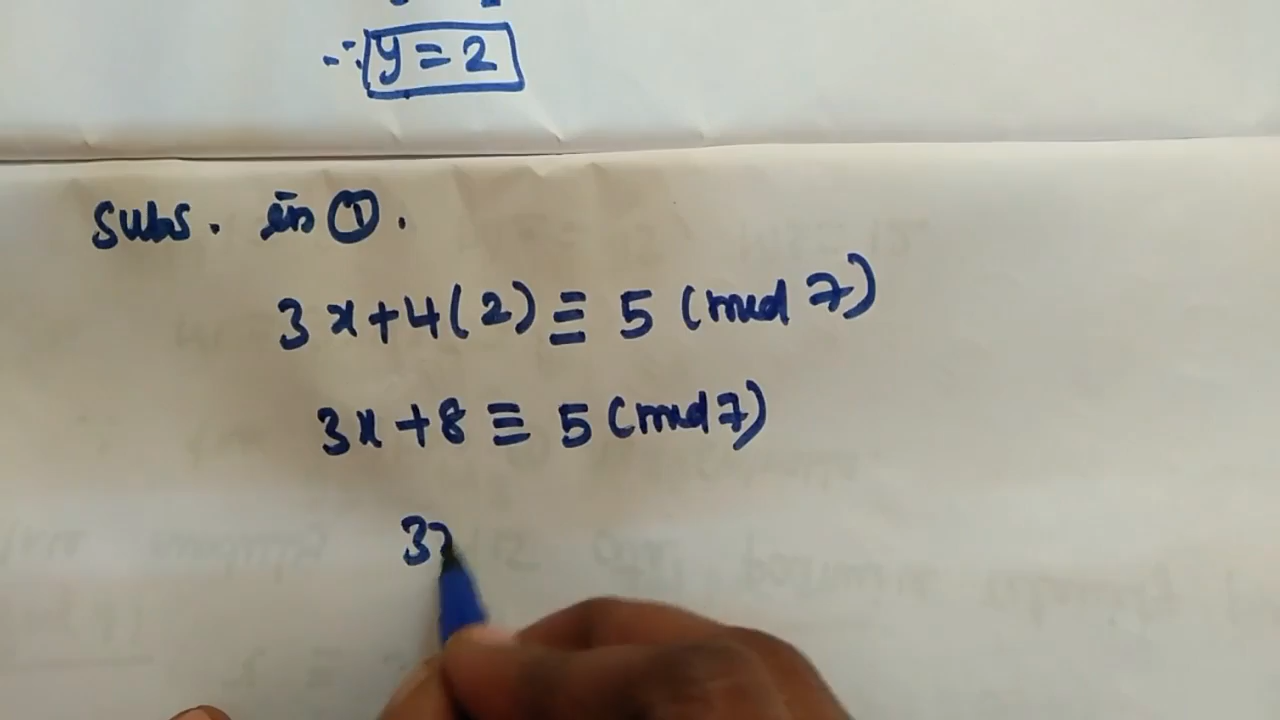 ∴ y = 2
Subs. in ①.
3x + 4(2) ≡ 5 (mod 7)
3x + 8 ≡ 5 (mod 7)
3